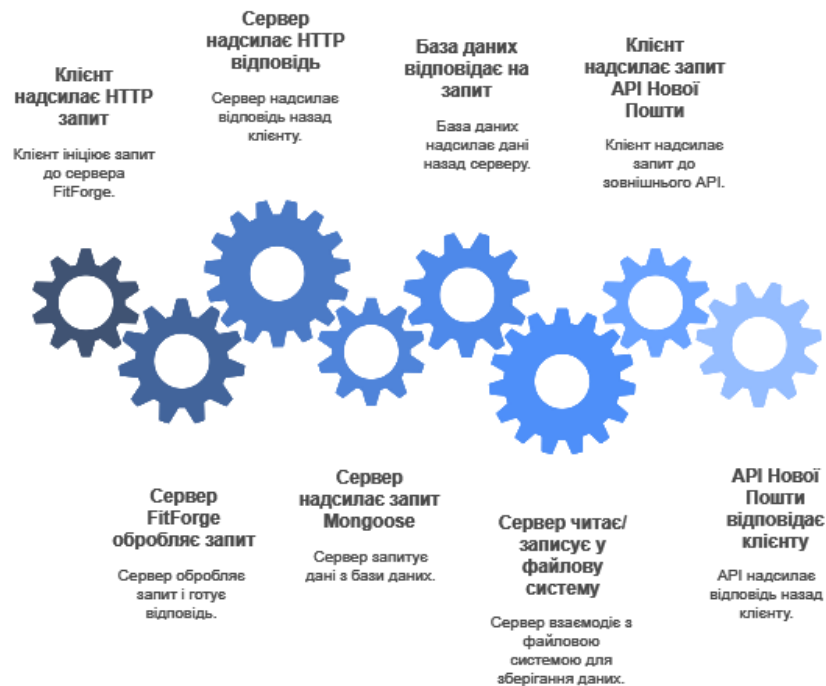 Клієнт
надсилає HTTP
запит
Клієнт ініціює запит
до сервера
FitForge.
Сервер
FitForge
обробляє запит
Сервер обробляє
запит і готує
відповідь.
Сервер
надсилає HTTP
відповідь
Сервер надсилає
відповідь назад
клієнту.
Сервер
надсилає запит
Mongoose
Сервер запитує
дані з бази даних.
База даних
відповідає на
запит
База даних
надсилає дані
назад серверу.
Сервер читає/
записує у
файлову
систему
Сервер взаємодіє з
файловою
системою для
зберігання даних.
Клієнт
надсилає запит
API Нової
Пошти
Клієнт надсилає
запит до
зовнішнього API.
API Нової
Пошти
відповідає
клієнту
API надсилає
відповідь назад
клієнту.